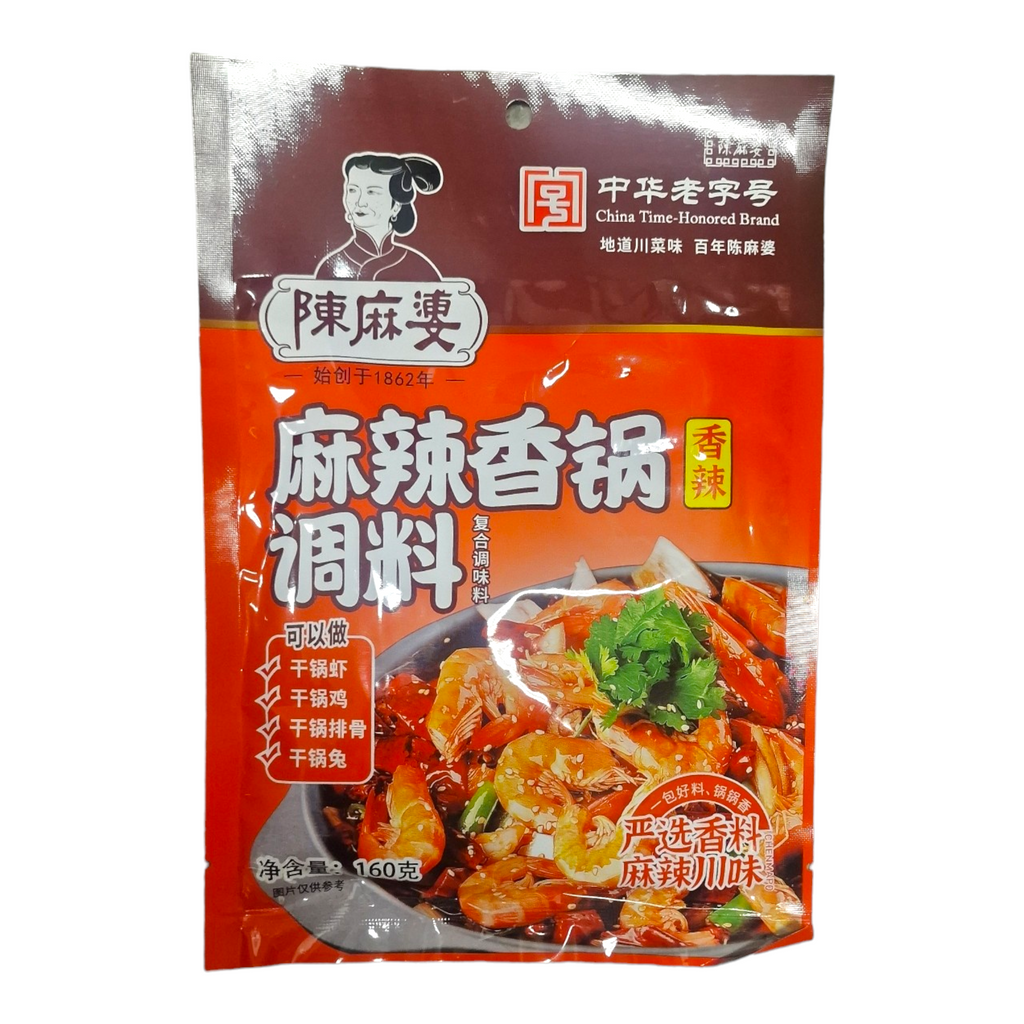 陳麻婆
中华老字号
China Time-Honored Brand
地道川菜味 百年陈麻婆
陳麻婆
始创于1862年
麻辣香锅
香辣
调料
复合调味料
可以做
干锅虾
干锅鸡
干锅排骨
干锅兔
一包好料、锅锅香
严选香料
麻辣川味
净含量：160克
图片仅供参考